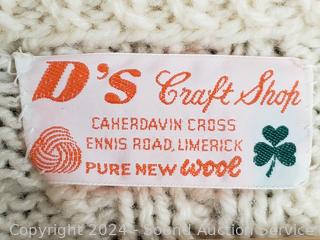 D's Craft Shop
CAHERDAVIN CROSS
ENNIS ROAD, LIMERICK
PURE NEW WOOL
Copyright 2024 - Sound Auction Service